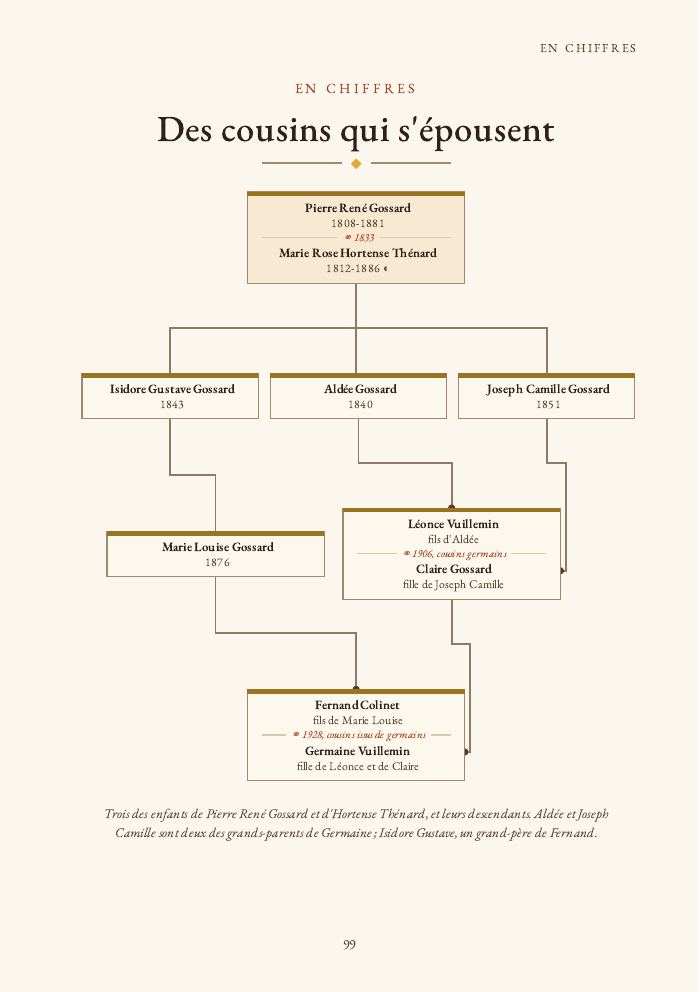 EN CHIFFRES
EN CHIFFRES
Des cousins qui s'épousent
Pierre René Gossard
1808-1881
⚭ 1833
Marie Rose Hortense Thénard
1812-1886
Isidore Gustave Gossard
1843
Aldée Gossard
1840
Joseph Camille Gossard
1851
Léonce Vuillemin
fils d'Aldée
⚭ 1906, cousins germains
Claire Gossard
fille de Joseph Camille
Marie Louise Gossard
1876
Fernand Colinet
fils de Marie Louise
⚭ 1928, cousins issus de germains
Germaine Vuillemin
fille de Léonce et de Claire
Trois des enfants de Pierre René Gossard et d'Hortense Thénard, et leurs descendants. Aldée et Joseph
Camille sont deux des grands-parents de Germaine ; Isidore Gustave, un grand-père de Fernand.
99